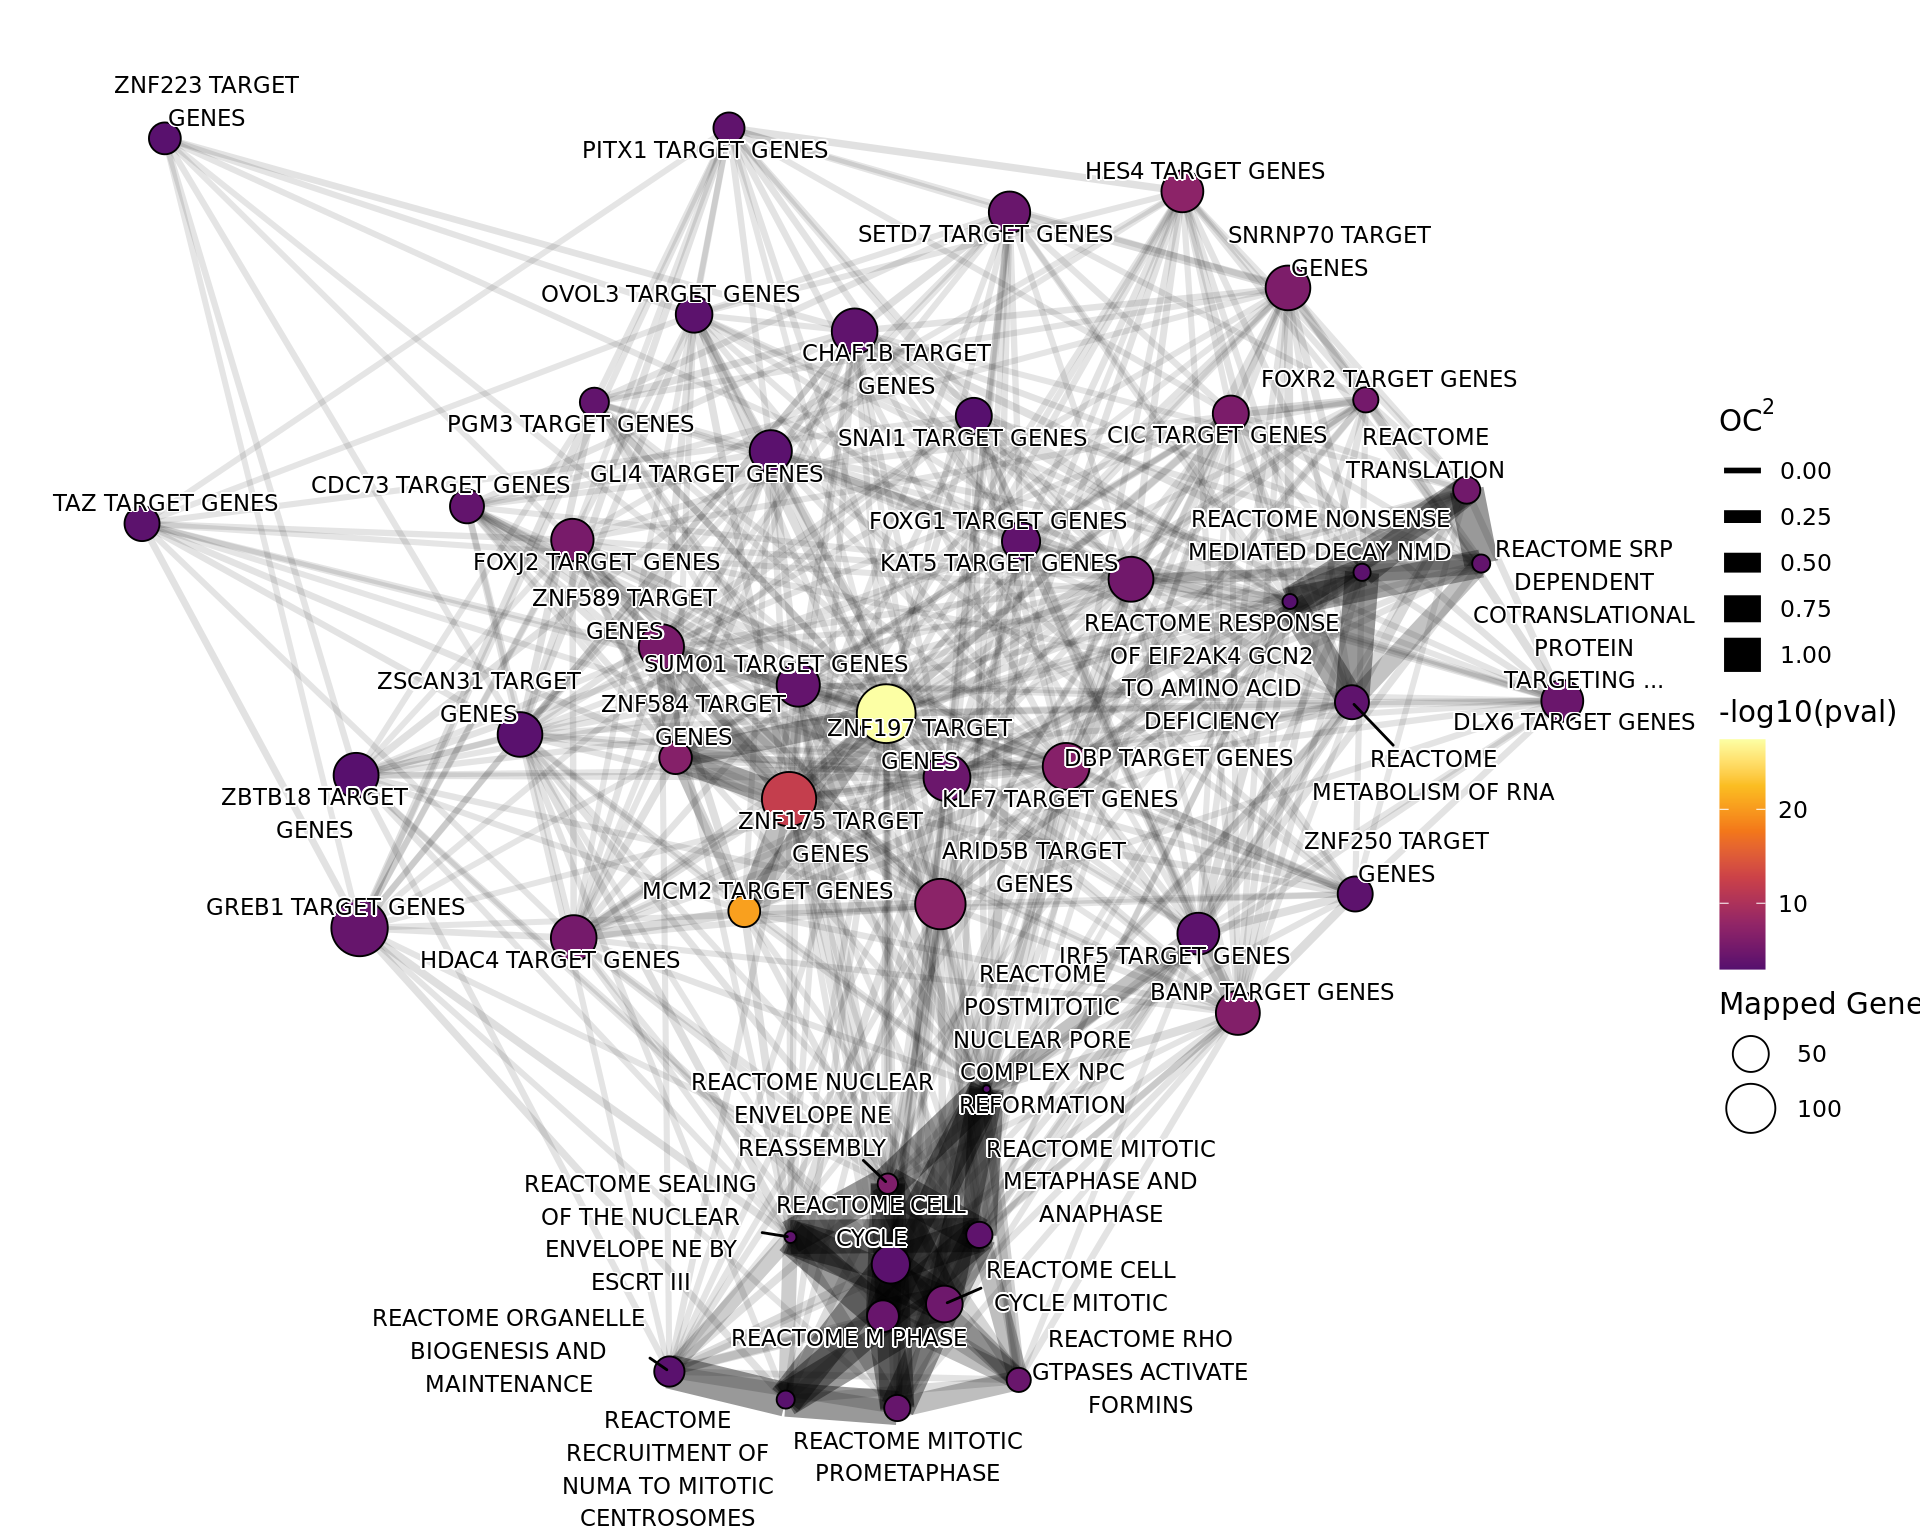 ZNF223 TARGET
GENES
PITX1 TARGET GENES
HES4 TARGET GENES
SETD7 TARGET GENES
SNRNP70 TARGET
GENES
OVOL3 TARGET GENES
CHAF1B TARGET
GENES
FOXR2 TARGET GENES
PGM3 TARGET GENES
SNAI1 TARGET GENES
CIC TARGET GENES
REACTOME
TRANSLATION
GLI4 TARGET GENES
CDC73 TARGET GENES
TAZ TARGET GENES
FOXG1 TARGET GENES
REACTOME NONSENSE
MEDIATED DECAY NMD
FOXJ2 TARGET GENES
KAT5 TARGET GENES
REACTOME SRP
DEPENDENT
COTRANSLATIONAL
PROTEIN
TARGETING ...
ZNF589 TARGET
GENES
REACTOME RESPONSE
OF EIF2AK4 GCN2
TO AMINO ACID
DEFICIENCY
SUMO1 TARGET GENES
ZSCAN31 TARGET
GENES
ZNF584 TARGET
GENES
ZNF197 TARGET
GENES
DLX6 TARGET GENES
DBP TARGET GENES
REACTOME
METABOLISM OF RNA
ZBTB18 TARGET
GENES
KLF7 TARGET GENES
ZNF175 TARGET
GENES
ARID5B TARGET
GENES
ZNF250 TARGET
GENES
MCM2 TARGET GENES
GREB1 TARGET GENES
HDAC4 TARGET GENES
IRF5 TARGET GENES
REACTOME
POSTMITOTIC
NUCLEAR PORE
COMPLEX NPC
REFORMATION
BANP TARGET GENES
REACTOME NUCLEAR
ENVELOPE NE
REASSEMBLY
REACTOME MITOTIC
METAPHASE AND
ANAPHASE
REACTOME SEALING
OF THE NUCLEAR
ENVELOPE NE BY
ESCRT III
REACTOME CELL
CYCLE
REACTOME CELL
CYCLE MITOTIC
REACTOME ORGANELLE
BIOGENESIS AND
MAINTENANCE
REACTOME M PHASE
REACTOME RHO
GTPASES ACTIVATE
FORMINS
REACTOME
RECRUITMENT OF
NUMA TO MITOTIC
CENTROSOMES
REACTOME MITOTIC
PROMETAPHASE
OC²
0.00
0.25
0.50
0.75
1.00
-log10(pval)
20
10
Mapped Gene
50
100